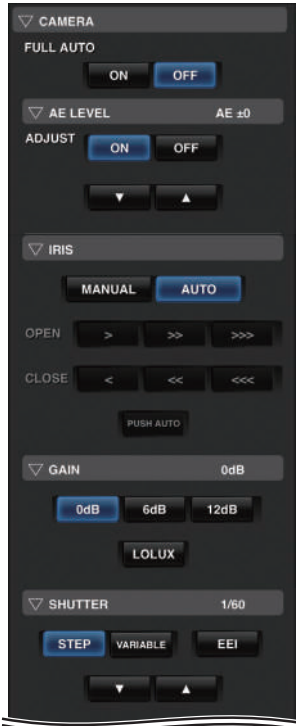 ▽ CAMERA
FULL AUTO
ON OFF
▽ AE LEVEL AE ±0
ADJUST ON OFF
▼ ▲
▽ IRIS
MANUAL AUTO
OPEN > >> >>>
CLOSE < << <<<
PUSH AUTO
▽ GAIN 0dB
0dB 6dB 12dB
LOLUX
▽ SHUTTER 1/60
STEP VARIABLE EEI
▼ ▲